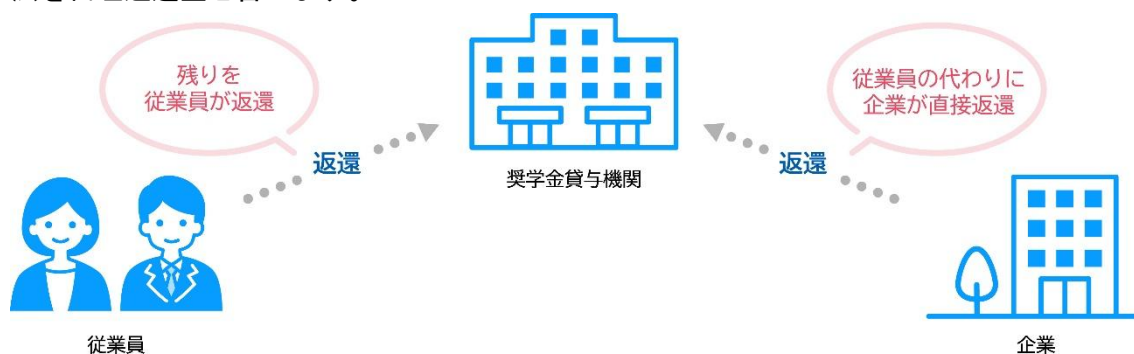 残りを
従業員が返還
従業員の代わりに
企業が直接返還
返還
返還
奨学金貸与機関
従業員
企業